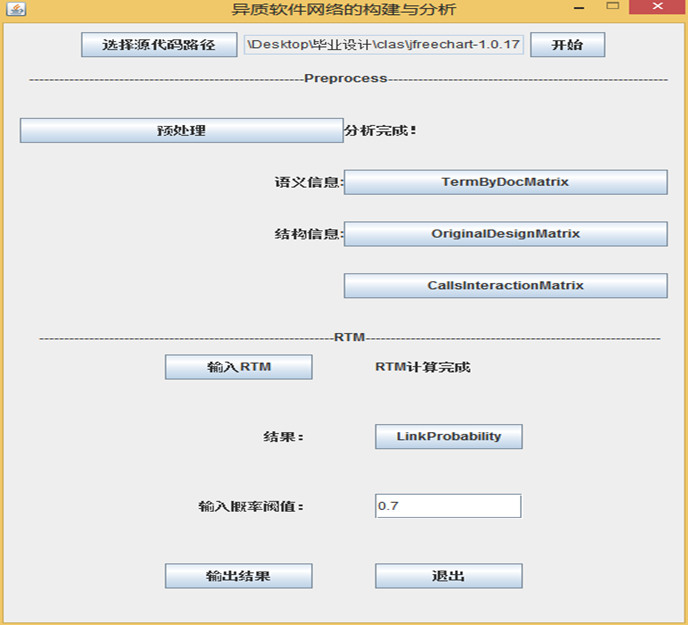 异质软件网络的构建与分析
选择源代码路径 \Desktop\毕业设计\clas\jfreechart-1.0.17 开始
Preprocess
预处理 分析完成!
语义信息: TermByDocMatrix
结构信息: OriginalDesignMatrix
CallsInteractionMatrix
RTM
输入RTM RTM计算完成
结果: LinkProbability
输入概率阀值: 0.7
输出结果 退出